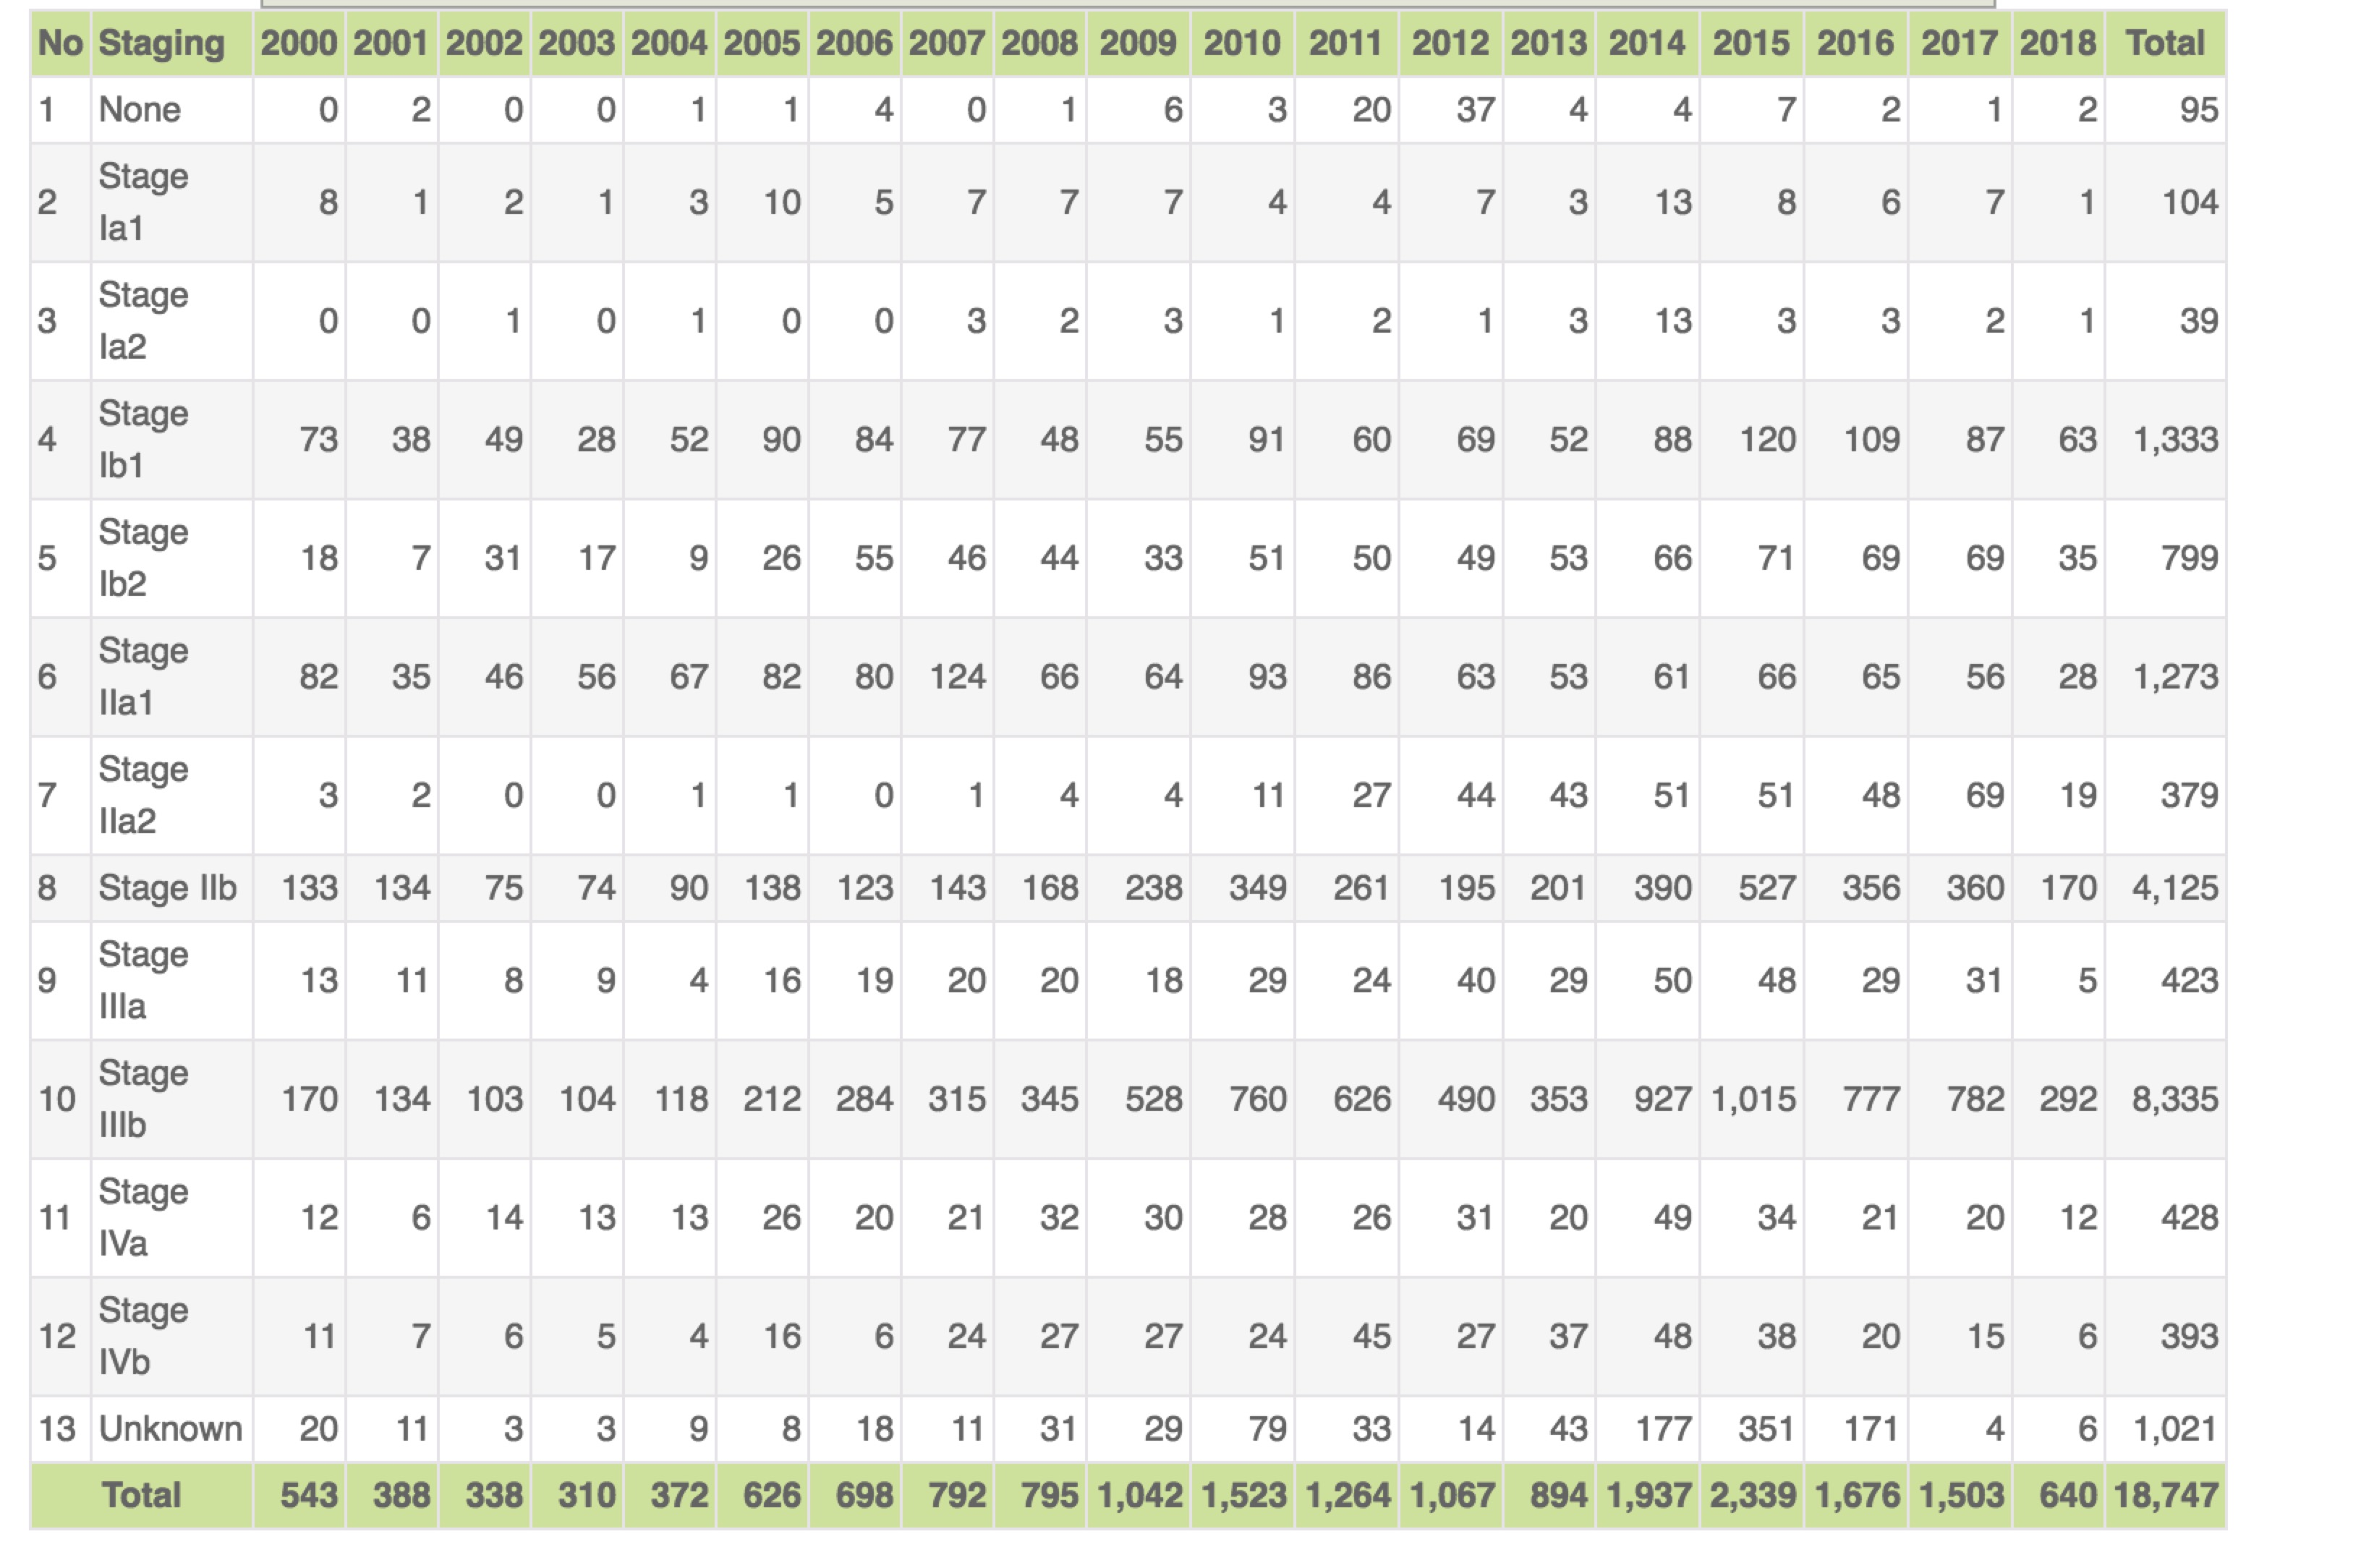 No Staging 2000 2001 2002 2003 2004 2005 2006 2007 2008 2009 2010 2011 2012 2013 2014 2015 2016 2017 2018 Total
1 None 0 2 0 0 1 1 4 0 1 6 3 20 37 4 4 7 2 1 2 95
2 Stage Ia1 8 1 2 1 3 10 5 7 7 7 4 4 7 3 13 8 6 7 1 104
3 Stage Ia2 0 0 1 0 1 0 0 3 2 3 1 2 1 3 13 3 3 2 1 39
4 Stage Ib1 73 38 49 28 52 90 84 77 48 55 91 60 69 52 88 120 109 87 63 1,333
5 Stage Ib2 18 7 31 17 9 26 55 46 44 33 51 50 49 53 66 71 69 69 35 799
6 Stage IIa1 82 35 46 56 67 82 80 124 66 64 93 86 63 53 61 66 65 56 28 1,273
7 Stage IIa2 3 2 0 0 1 1 0 1 4 4 11 27 44 43 51 51 48 69 19 379
8 Stage IIb 133 134 75 74 90 138 123 143 168 238 349 261 195 201 390 527 356 360 170 4,125
9 Stage IIIa 13 11 8 9 4 16 19 20 20 18 29 24 40 29 50 48 29 31 5 423
10 Stage IIIb 170 134 103 104 118 212 284 315 345 528 760 626 490 353 927 1,015 777 782 292 8,335
11 Stage IVa 12 6 14 13 13 26 20 21 32 30 28 26 31 20 49 34 21 20 12 428
12 Stage IVb 11 7 6 5 4 16 6 24 27 27 24 45 27 37 48 38 20 15 6 393
13 Unknown 20 11 3 3 9 8 18 11 31 29 79 33 14 43 177 351 171 4 6 1,021
Total 543 388 338 310 372 626 698 792 795 1,042 1,523 1,264 1,067 894 1,937 2,339 1,676 1,503 640 18,747